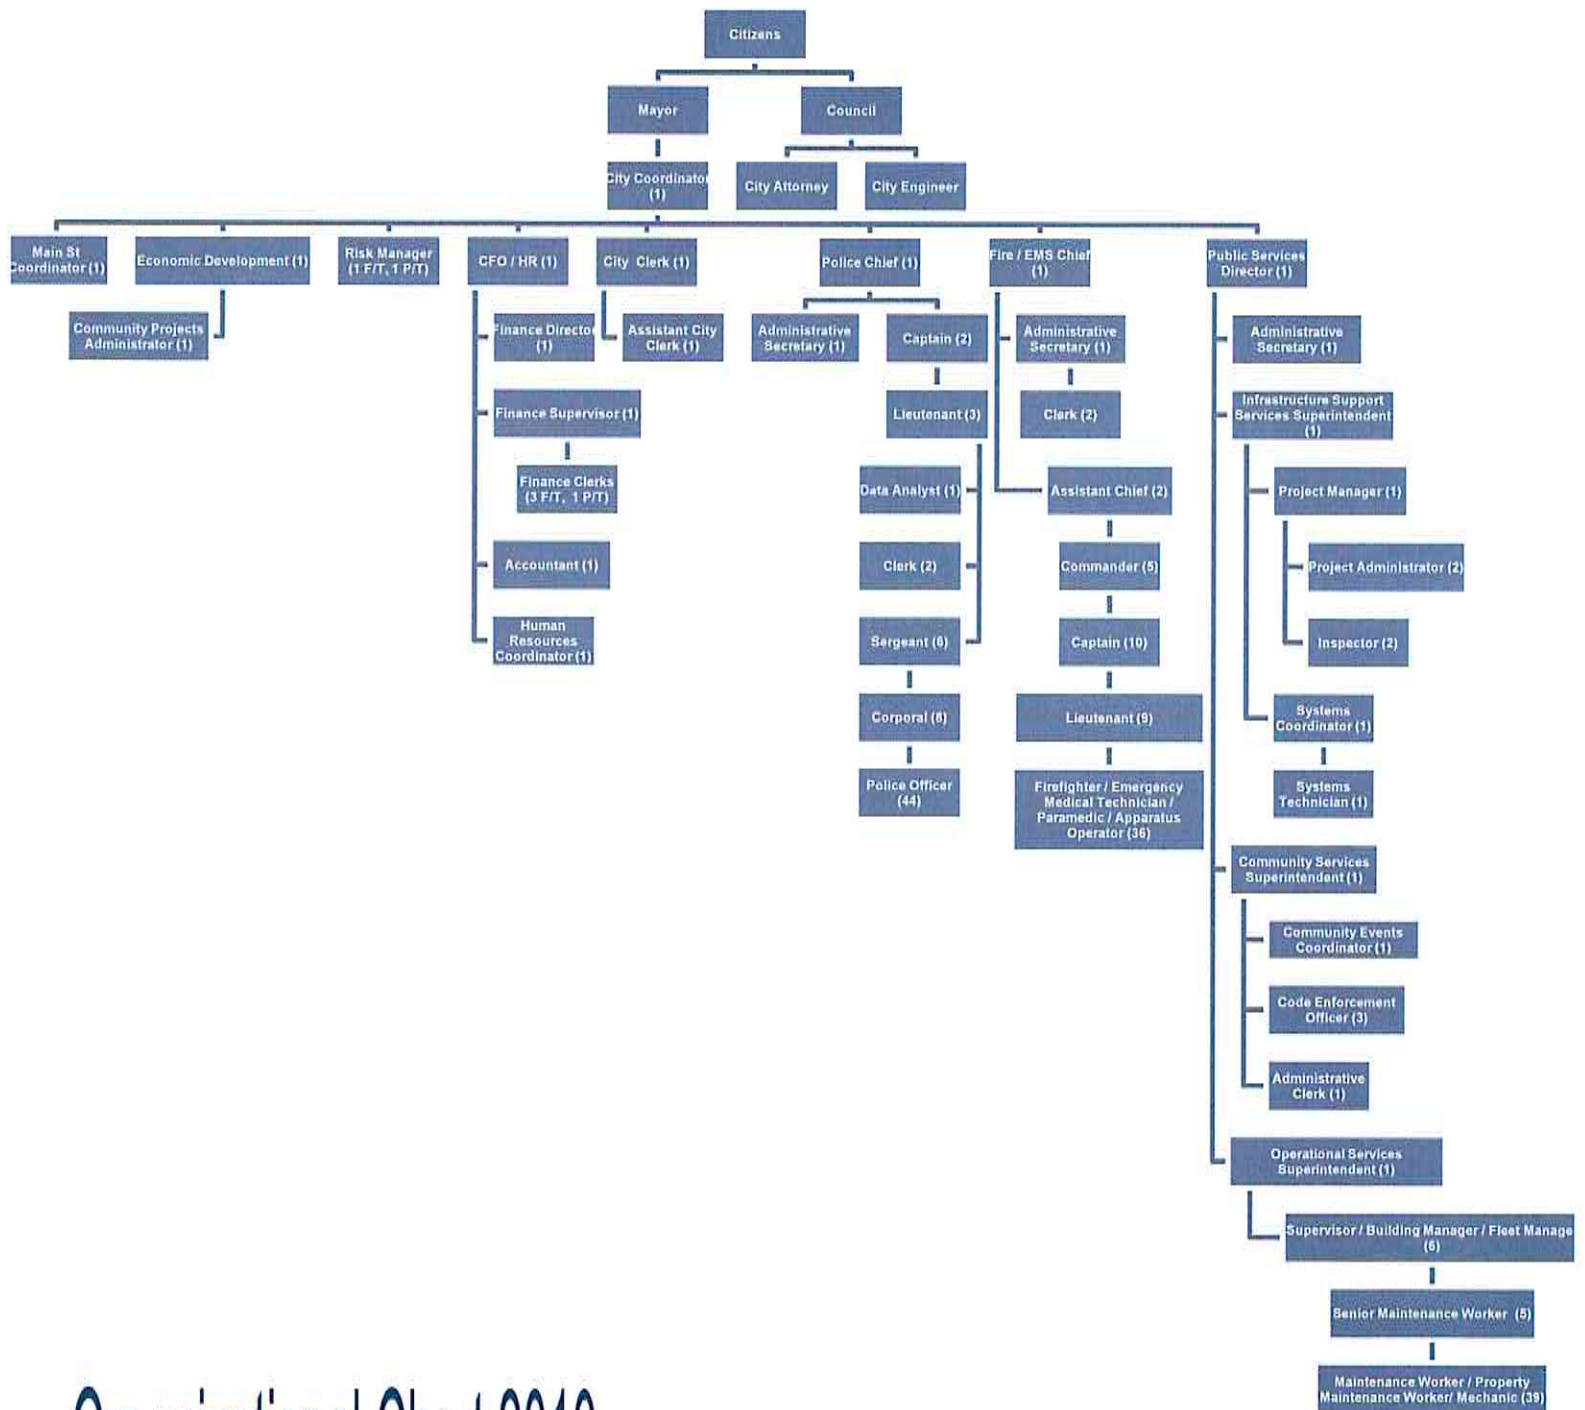 Citizens
Mayor
Council
City Coordinator
(1)
City Attorney
City Engineer
Main St
Coordinator (1)
Economic Development (1)
Risk Manager
(1 F/T, 1 P/T)
CFO / HR (1)
City Clerk (1)
Police Chief (1)
Fire / EMS Chief
(1)
Public Services
Director (1)
Community Projects
Administrator (1)
Finance Director
(1)
Assistant City
Clerk (1)
Administrative
Secretary (1)
Captain (2)
Administrative
Secretary (1)
Administrative
Secretary (1)
Finance Supervisor (1)
Lieutenant (3)
Clerk (2)
Infrastructure Support
Services Superintendent
(1)
Finance Clerks
(3 F/T, 1 P/T)
Data Analyst (1)
Assistant Chief (2)
Project Manager (1)
Accountant (1)
Clerk (2)
Commander (5)
Project Administrator (2)
Human
Resources
Coordinator (1)
Sergeant (6)
Captain (10)
Inspector (2)
Corporal (8)
Lieutenant (9)
Systems
Coordinator (1)
Police Officer
(44)
Firefighter / Emergency
Medical Technician /
Paramedic / Apparatus
Operator (36)
Systems
Technician (1)
Community Services
Superintendent (1)
Community Events
Coordinator (1)
Code Enforcement
Officer (3)
Administrative
Clerk (1)
Operational Services
Superintendent (1)
Supervisor / Building Manager / Fleet Manage
(6)
Senior Maintenance Worker (5)
Maintenance Worker / Property
Maintenance Worker/ Mechanic (39)
Organizational Chart